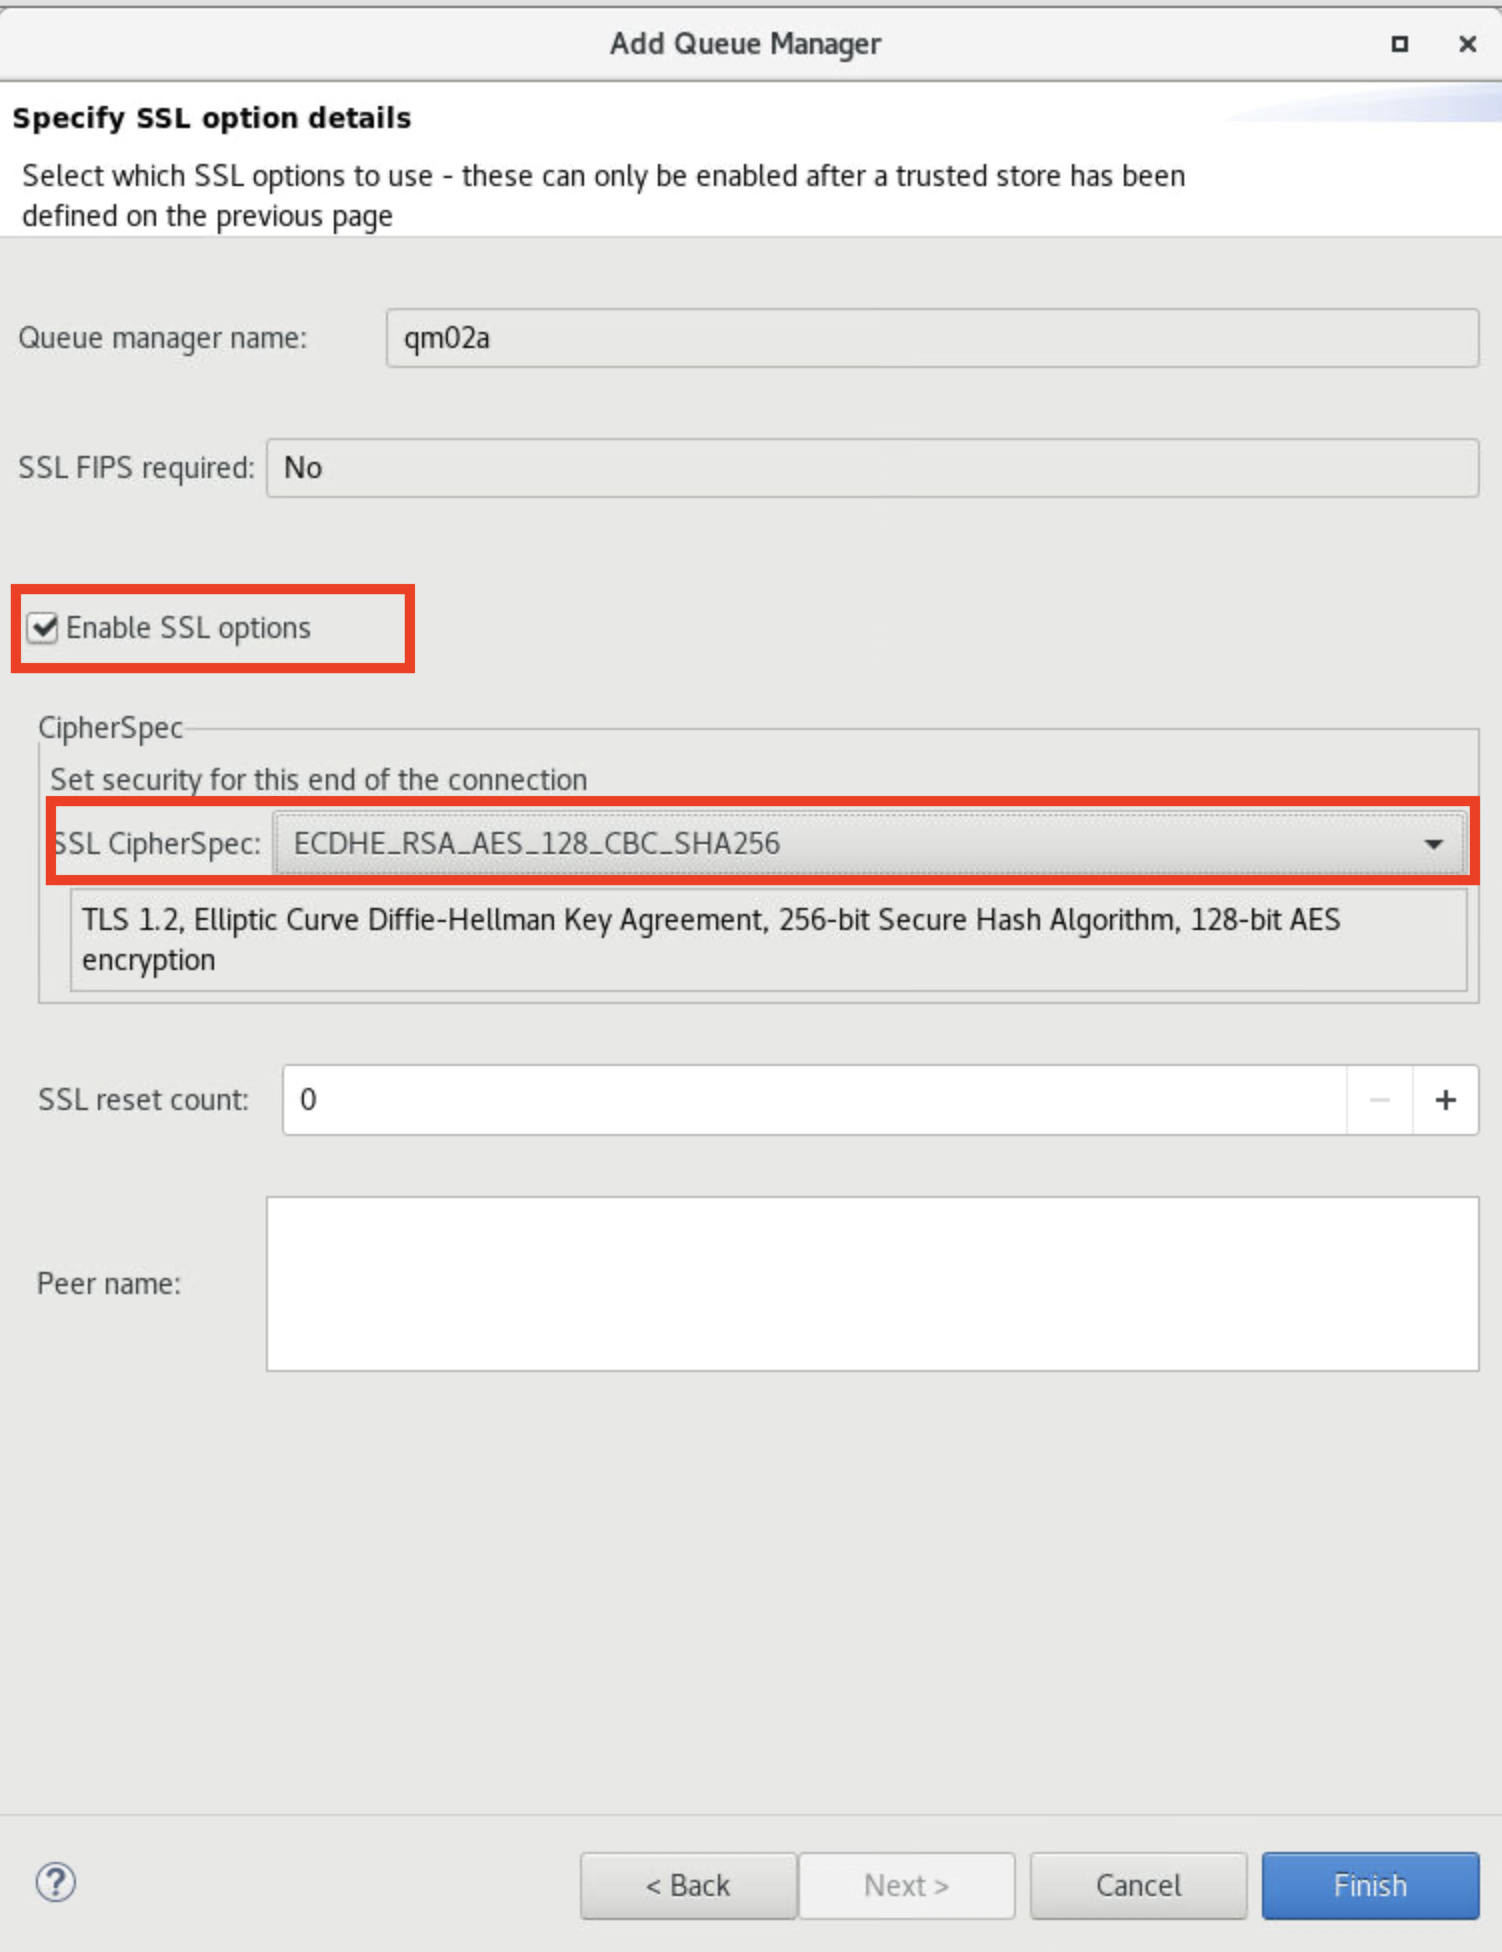 Add Queue Manager
Specify SSL option details
Select which SSL options to use - these can only be enabled after a trusted store has been
defined on the previous page
Queue manager name: qm02a
SSL FIPS required: No
Enable SSL options
CipherSpec
Set security for this end of the connection
SSL CipherSpec: ECDHE_RSA_AES_128_CBC_SHA256
TLS 1.2, Elliptic Curve Diffie-Hellman Key Agreement, 256-bit Secure Hash Algorithm, 128-bit AES
encryption
SSL reset count: 0
Peer name:
< Back Next > Cancel Finish